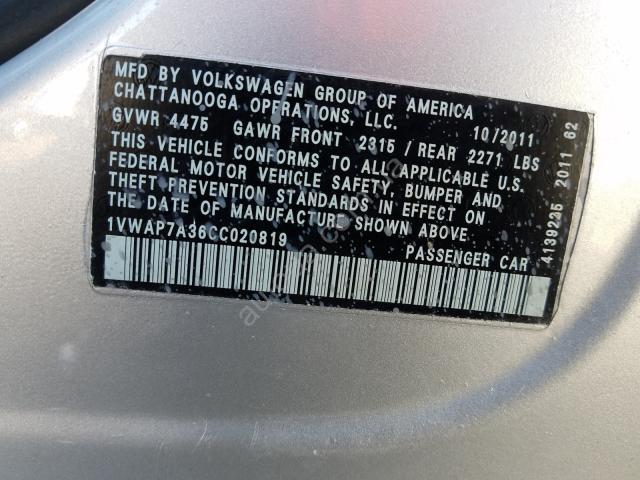 MFD BY VOLKSWAGEN GROUP OF AMERICA
CHATTANOOGA OPERATIONS, LLC.
10/2011
GVWR 4475 GAWR FRONT 2315 / REAR 2271 LBS
THIS VEHICLE CONFORMS TO ALL APPLICABLE U.S.
FEDERAL MOTOR VEHICLE SAFETY, BUMPER AND
THEFT PREVENTION STANDARDS IN EFFECT ON
THE DATE OF MANUFACTURE SHOWN ABOVE.
1VWAP7A36CC020819
PASSENGER CAR
4139235 2011 62